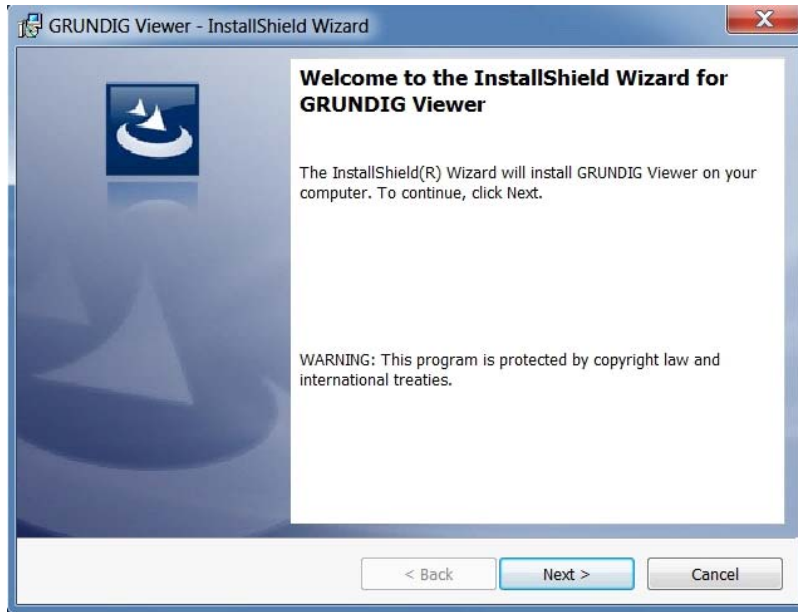 GRUNDIG Viewer - InstallShield Wizard
Welcome to the InstallShield Wizard for
GRUNDIG Viewer
The InstallShield(R) Wizard will install GRUNDIG Viewer on your
computer. To continue, click Next.
WARNING: This program is protected by copyright law and
international treaties.
< Back
Next >
Cancel